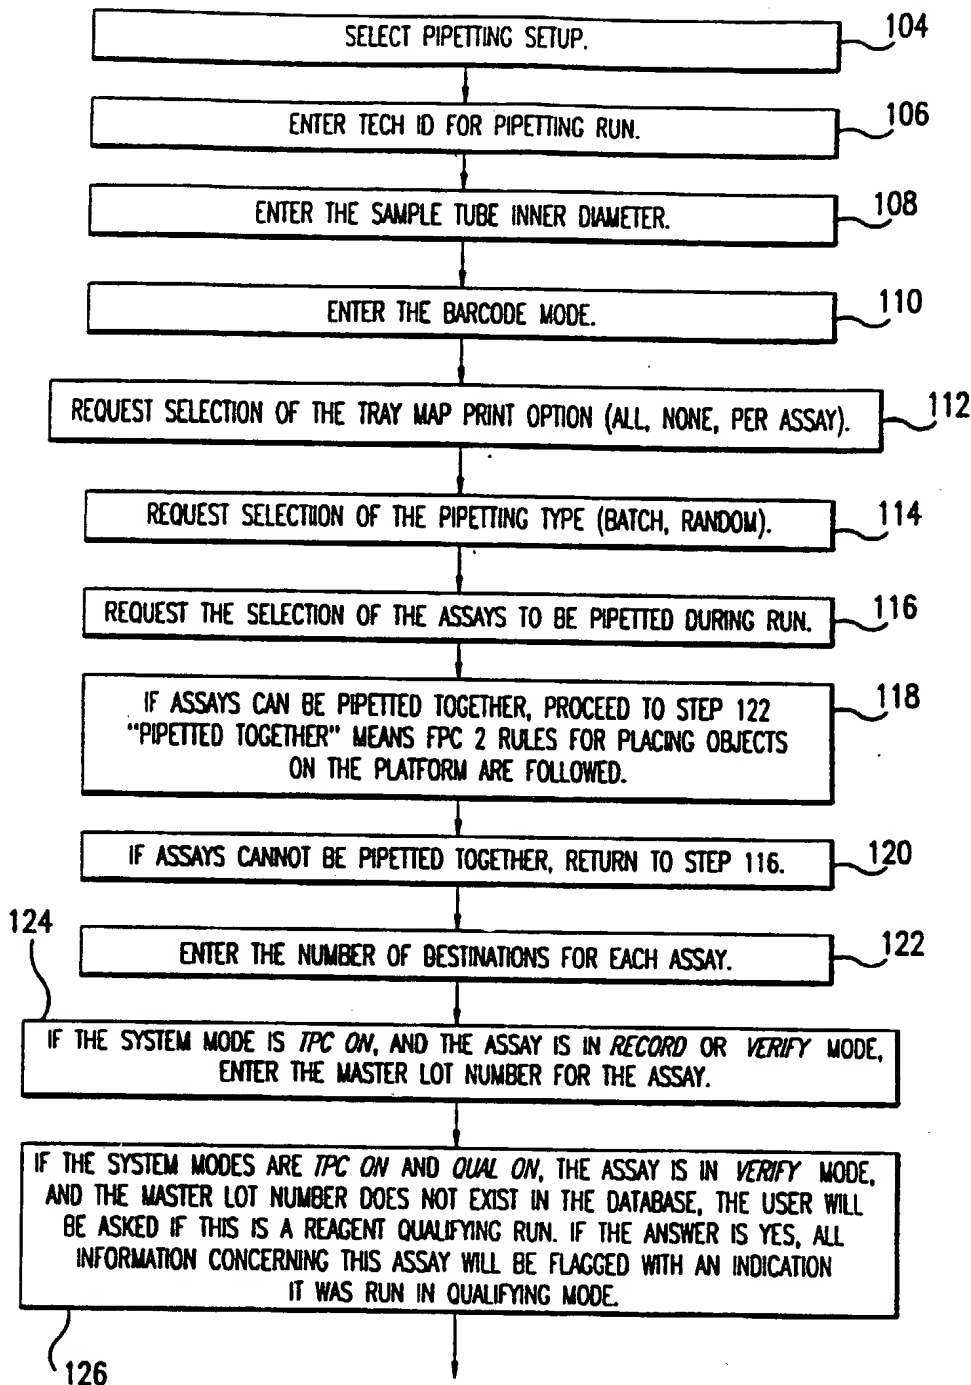 SELECT PIPETTING SETUP.
104
ENTER TECH ID FOR PIPETTING RUN.
106
ENTER THE SAMPLE TUBE INNER DIAMETER.
108
ENTER THE BARCODE MODE.
110
REQUEST SELECTION OF THE TRAY MAP PRINT OPTION (ALL, NONE, PER ASSAY).
112
REQUEST SELECTION OF THE PIPETTING TYPE (BATCH, RANDOM).
114
REQUEST THE SELECTION OF THE ASSAYS TO BE PIPETTED DURING RUN.
116
IF ASSAYS CAN BE PIPETTED TOGETHER, PROCEED TO STEP 122
"PIPETTED TOGETHER" MEANS FPC 2 RULES FOR PLACING OBJECTS
ON THE PLATFORM ARE FOLLOWED.
118
IF ASSAYS CANNOT BE PIPETTED TOGETHER, RETURN TO STEP 116.
120
ENTER THE NUMBER OF DESTINATIONS FOR EACH ASSAY.
122
124
IF THE SYSTEM MODE IS TPC ON, AND THE ASSAY IS IN RECORD OR VERIFY MODE,
ENTER THE MASTER LOT NUMBER FOR THE ASSAY.
IF THE SYSTEM MODES ARE TPC ON AND QUAL ON, THE ASSAY IS IN VERIFY MODE,
AND THE MASTER LOT NUMBER DOES NOT EXIST IN THE DATABASE, THE USER WILL
BE ASKED IF THIS IS A REAGENT QUALIFYING RUN. IF THE ANSWER IS YES, ALL
INFORMATION CONCERNING THIS ASSAY WILL BE FLAGGED WITH AN INDICATION
IT WAS RUN IN QUALIFYING MODE.
126